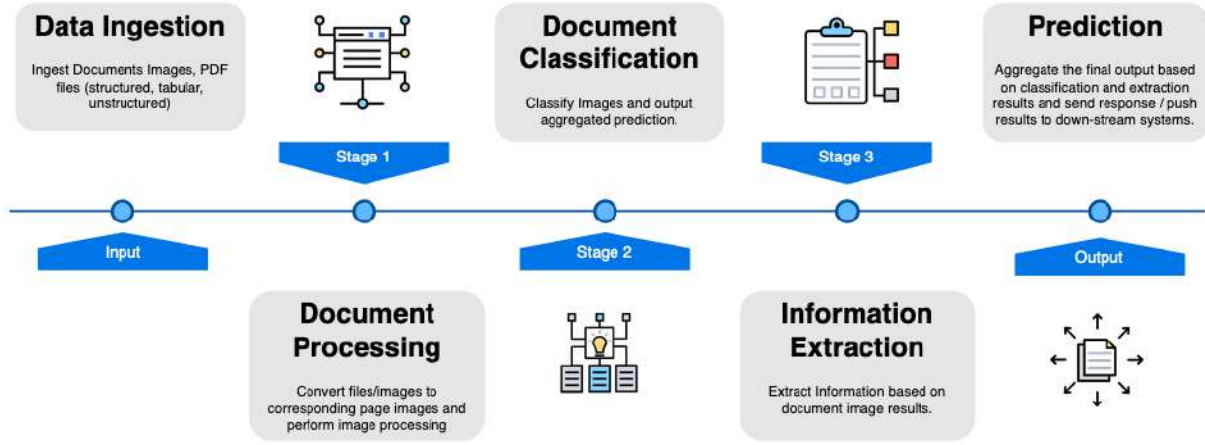 Data Ingestion
Ingest Documents Images, PDF
files (structured, tabular,
unstructured)
Document
Classification
Classify Images and output
aggregated prediction.
Prediction
Aggregate the final output based
on classification and extraction
results and send response / push
results to down-stream systems.
Stage 1
Stage 3
Input
Stage 2
Output
Document
Processing
Convert files/images to
corresponding page images and
perform image processing
Information
Extraction
Extract Information based on
document image results.